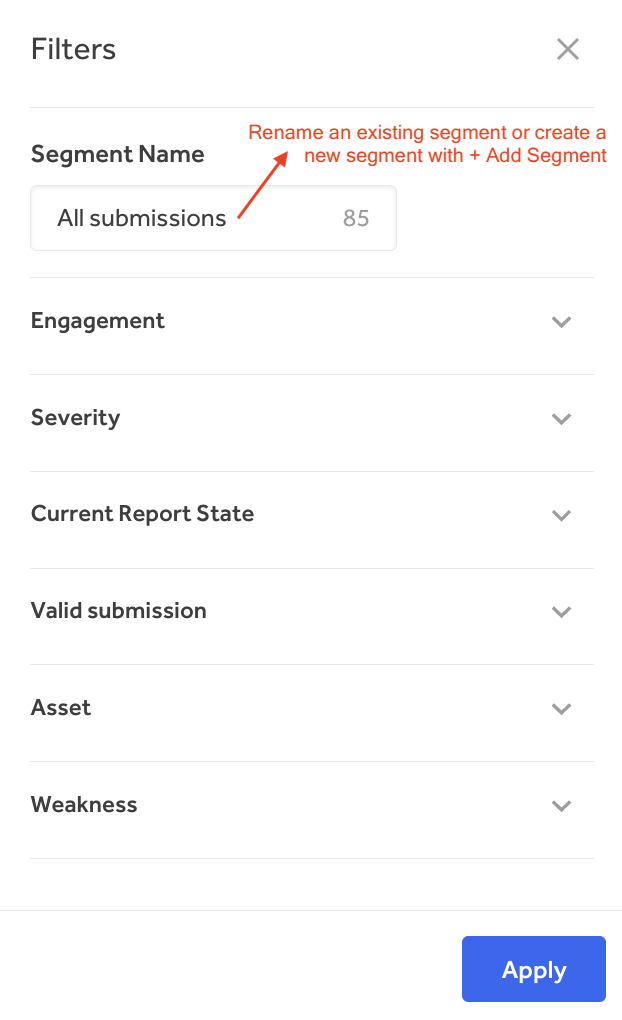 Filters
Rename an existing segment or create a
new segment with + Add Segment
Segment Name
All submissions 85
Engagement
Severity
Current Report State
Valid submission
Asset
Weakness
Apply